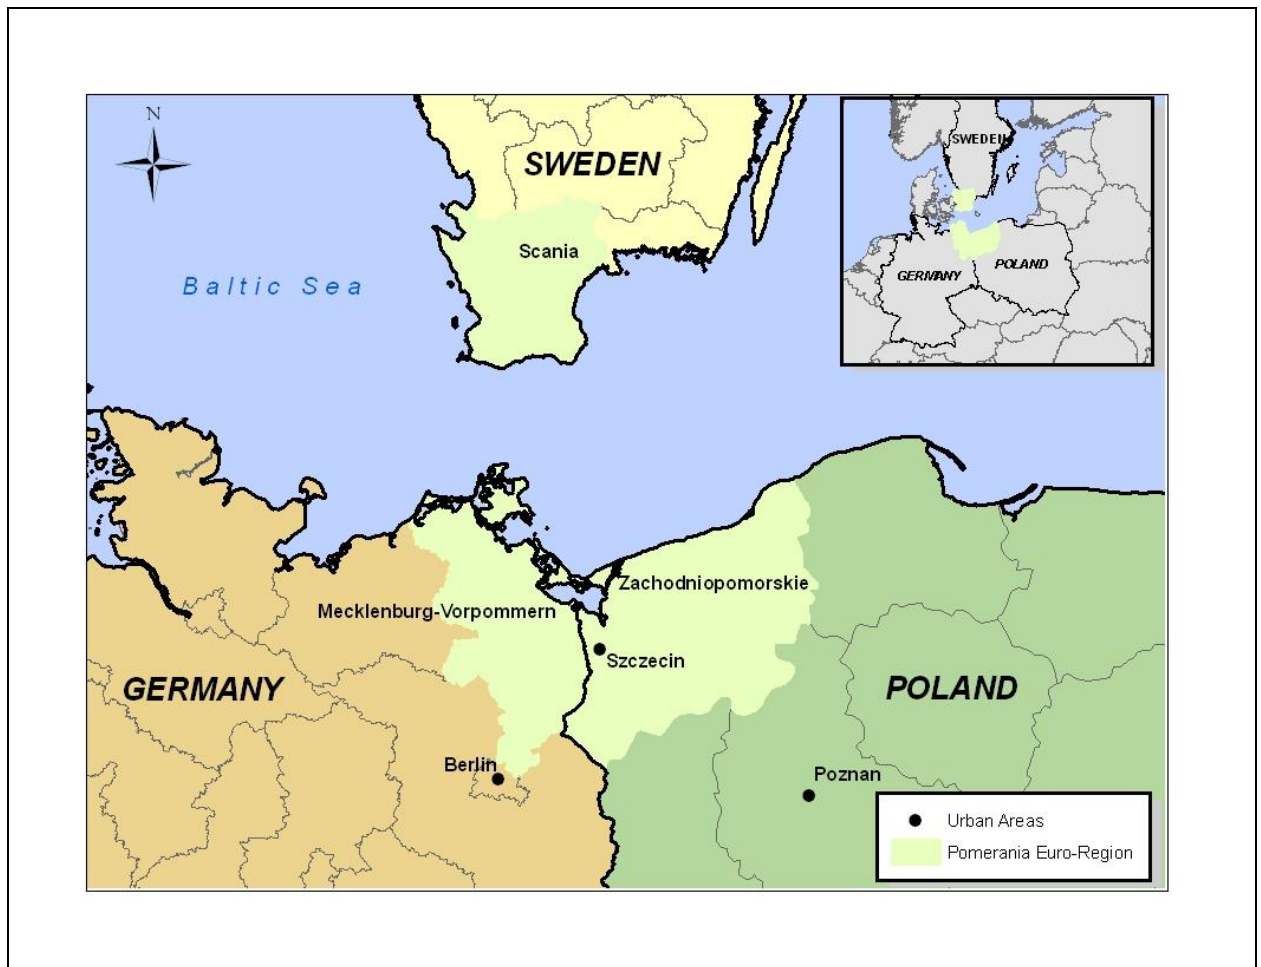 N
SWEDEN
SWEDEN
Scania
Baltic Sea
GERMANY
POLAND
Zachodniopomorskie
Mecklenburg-Vorpommern
Szczecin
GERMANY
POLAND
Berlin
Poznan
Urban Areas
Pomerania Euro-Region